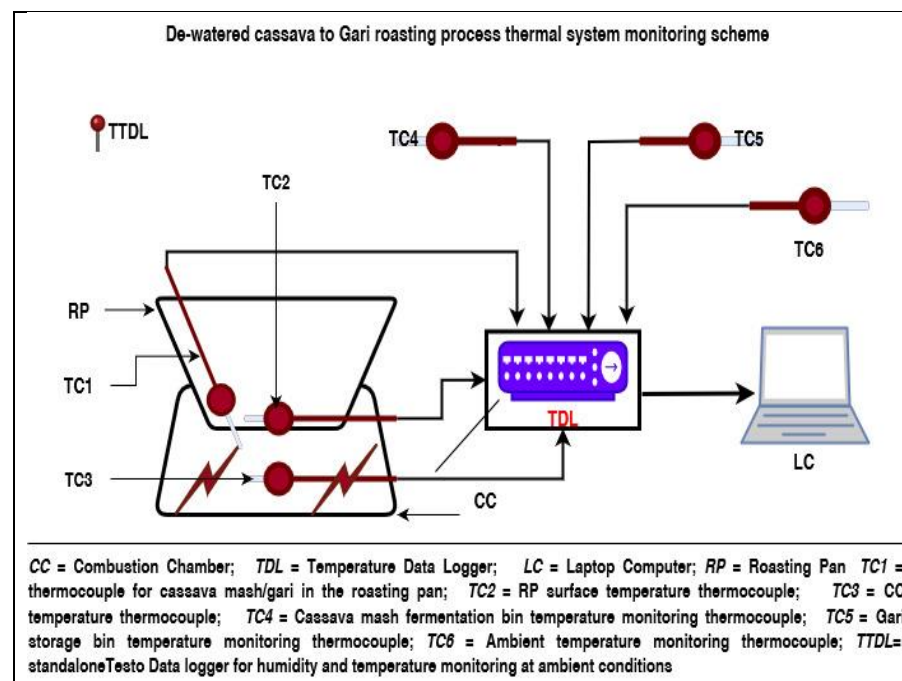 De-watered cassava to Gari roasting process thermal system monitoring scheme
TTDL
TC4
TC5
TC2
TC6
RP
TC1
TDL
LC
TC3
CC
CC = Combustion Chamber; TDL = Temperature Data Logger; LC = Laptop Computer; RP = Roasting Pan TC1 =
thermocouple for cassava mash/gari in the roasting pan; TC2 = RP surface temperature thermocouple; TC3 = CC
temperature thermocouple; TC4 = Cassava mash fermentation bin temperature monitoring thermocouple; TC5 = Gari
storage bin temperature monitoring thermocouple; TC6 = Ambient temperature monitoring thermocouple; TTDL=
standaloneTesto Data logger for humidity and temperature monitoring at ambient conditions